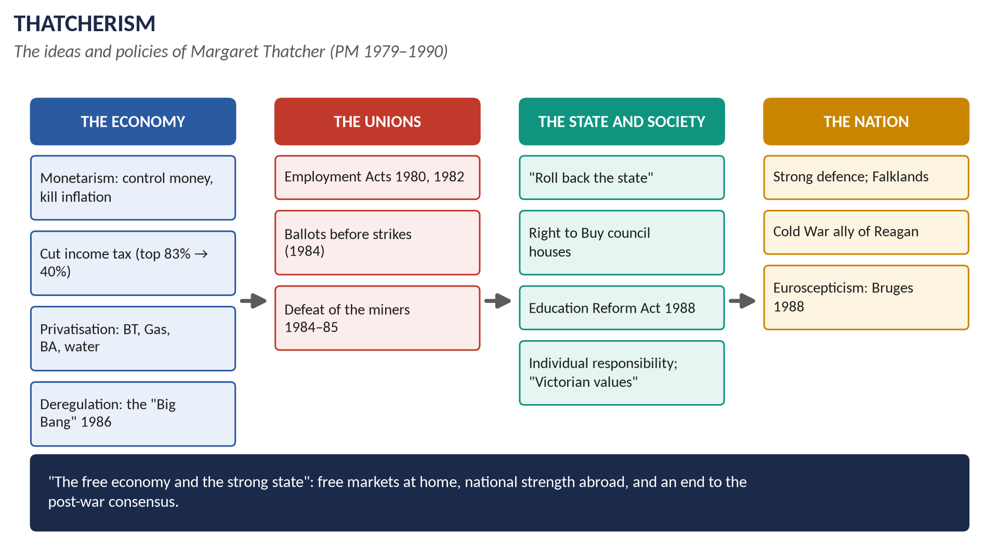 THATCHERISM
The ideas and policies of Margaret Thatcher (PM 1979–1990)
THE ECONOMY
Monetarism: control money,
kill inflation
Cut income tax (top 83% →
40%)
Privatisation: BT, Gas,
BA, water
Deregulation: the "Big
Bang" 1986
THE UNIONS
Employment Acts 1980, 1982
Ballots before strikes
(1984)
Defeat of the miners
1984–85
THE STATE AND SOCIETY
"Roll back the state"
Right to Buy council
houses
Education Reform Act 1988
Individual responsibility;
"Victorian values"
THE NATION
Strong defence; Falklands
Cold War ally of Reagan
Euroscepticism: Bruges
1988
"The free economy and the strong state": free markets at home, national strength abroad, and an end to the
post-war consensus.